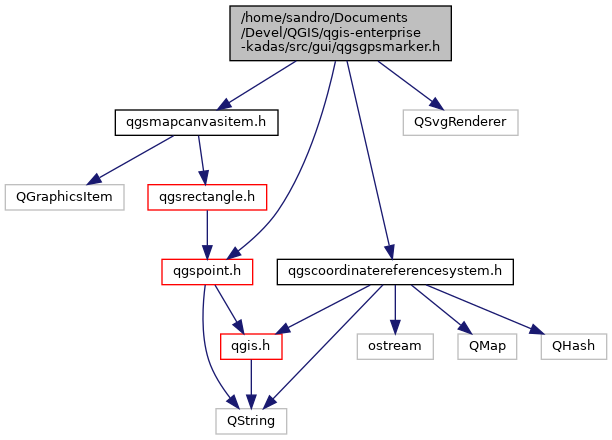 /home/sandro/Documents
/Devel/QGIS/qgis-enterprise
-kadas/src/gui/qgsgpsmarker.h
qgsmapcanvasitem.h
QSvgRenderer
QGraphicsItem
qgsrectangle.h
qgspoint.h
qgscoordinatereferencesystem.h
qgis.h
ostream
QMap
QHash
QString